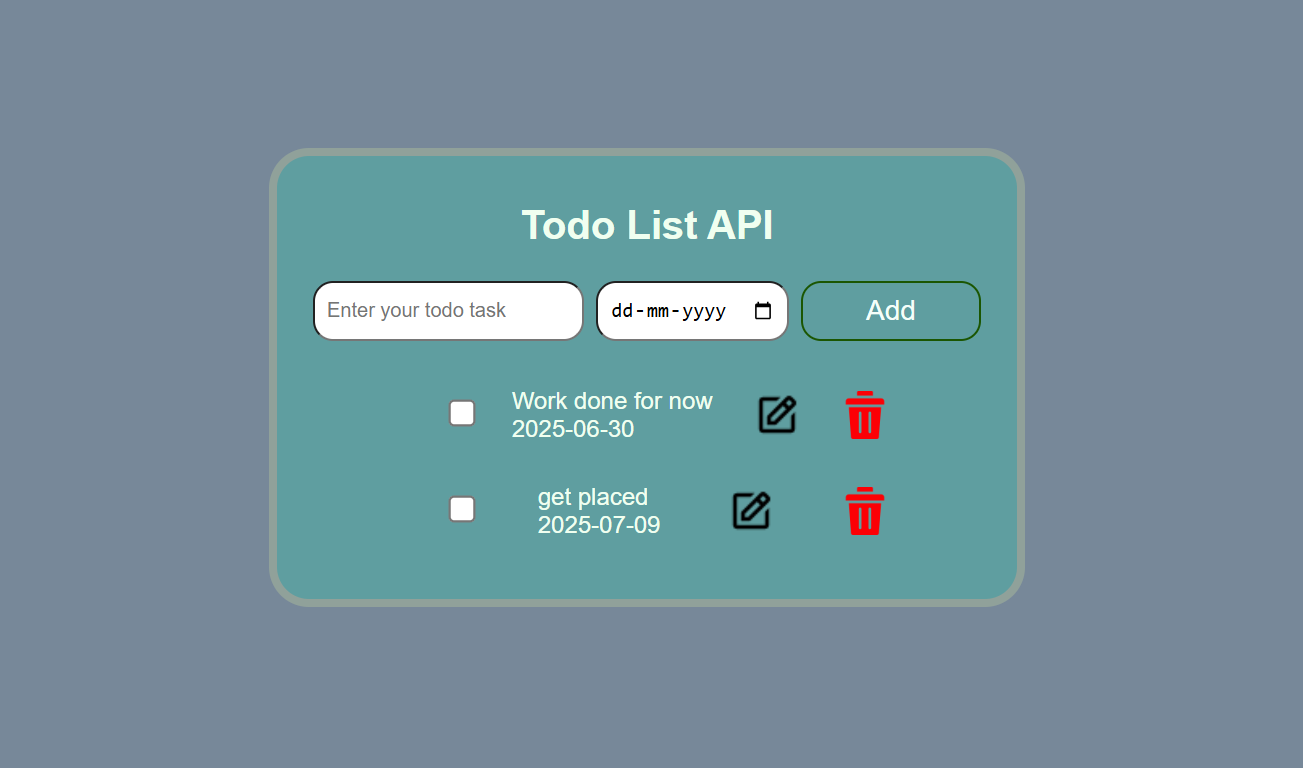 Todo List API
Enter your todo task
dd-mm-yyyy
Add
Work done for now
2025-06-30
get placed
2025-07-09